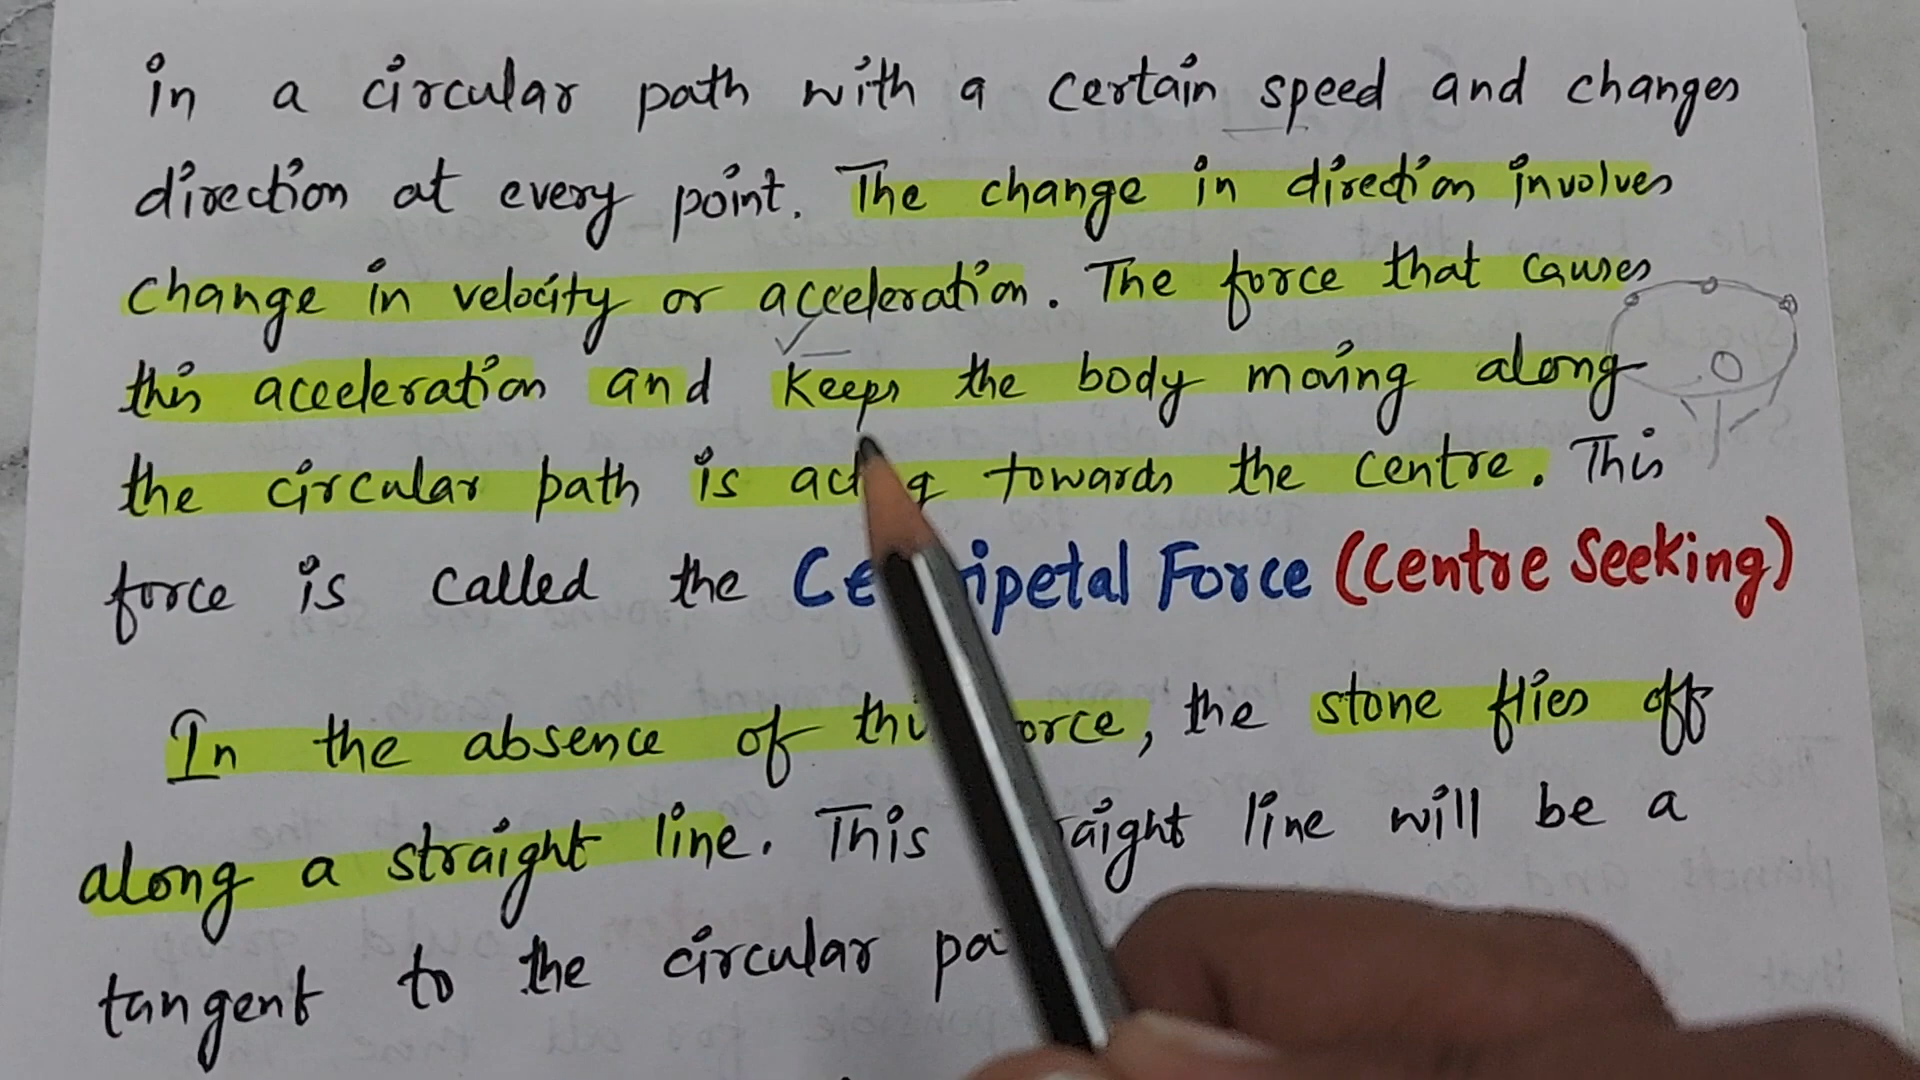 in a circular path with a certain speed and changes
direction at every point. The change in direction involves
change in velocity or acceleration. The force that causes
this acceleration and keeps the body moving along
the circular path is towards the centre. This
force is called the Force (Centre Seeking)
In the absence of, the stone flies off
along a straight line. This line will be a
tangent to the circular